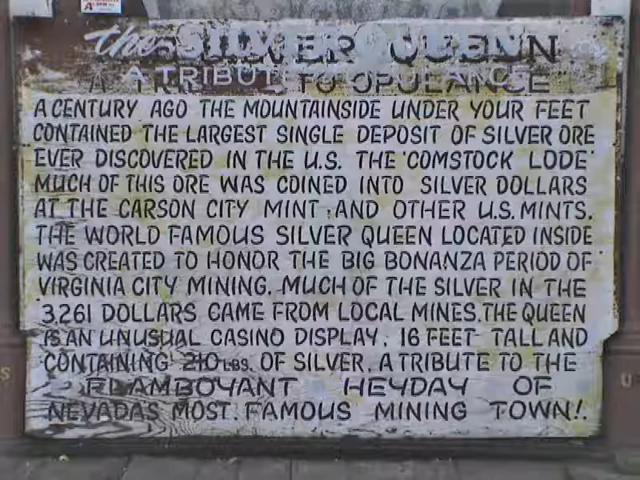 the SILVER QUEEN
"A TRIBUTE TO OPULANCE"
A CENTURY AGO THE MOUNTAINSIDE UNDER YOUR FEET
CONTAINED THE LARGEST SINGLE DEPOSIT OF SILVER ORE
EVER DISCOVERED IN THE U.S. THE 'COMSTOCK LODE'
MUCH OF THIS ORE WAS COINED INTO SILVER DOLLARS
AT THE CARSON CITY MINT, AND OTHER U.S. MINTS.
THE WORLD FAMOUS SILVER QUEEN LOCATED INSIDE
WAS CREATED TO HONOR THE BIG BONANZA PERIOD OF
VIRGINIA CITY MINING. MUCH OF THE SILVER IN THE
3,261 DOLLARS CAME FROM LOCAL MINES. THE QUEEN
IS AN UNUSUAL CASINO DISPLAY. 16 FEET TALL AND
CONTAINING 210 LBS. OF SILVER. A TRIBUTE TO THE
FLAMBOYANT HEYDAY OF
NEVADAS MOST FAMOUS MINING TOWN!.